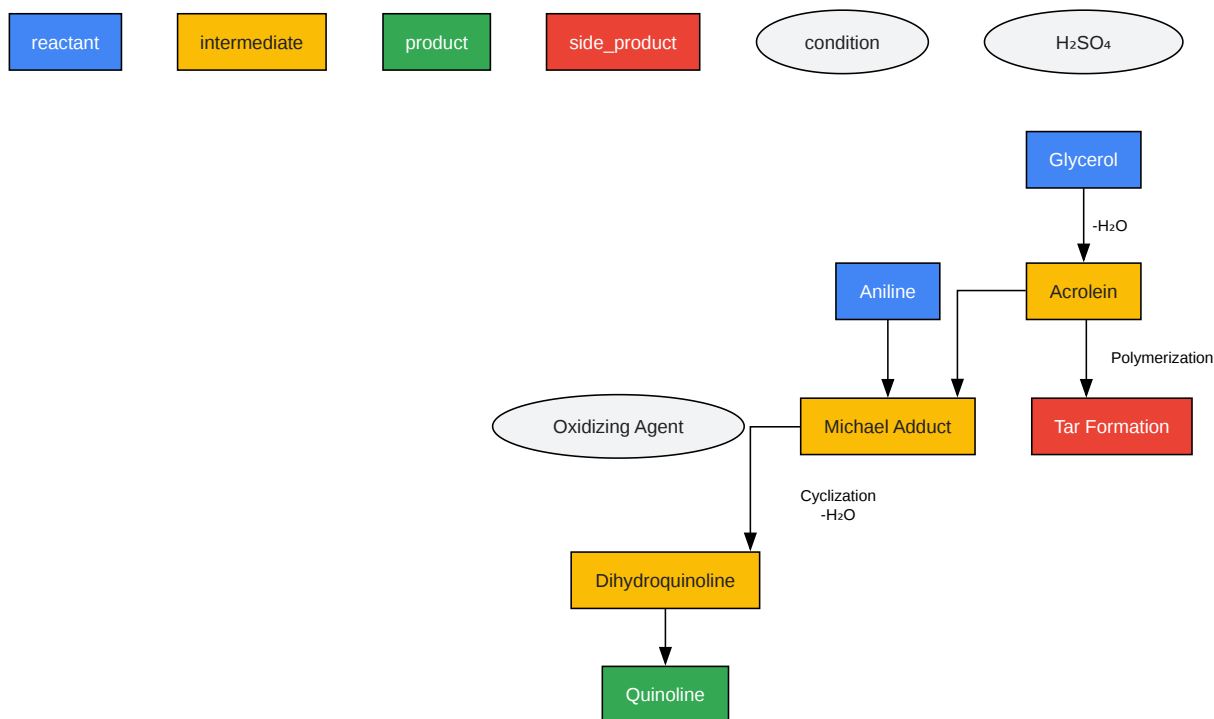 reactant
intermediate
product
side_product
condition
H₂SO₄
Glycerol
-H₂O
Aniline
Acrolein
Polymerization
Oxidizing Agent
Michael Adduct
Tar Formation
Cyclization
-H₂O
Dihydroquinoline
Quinoline